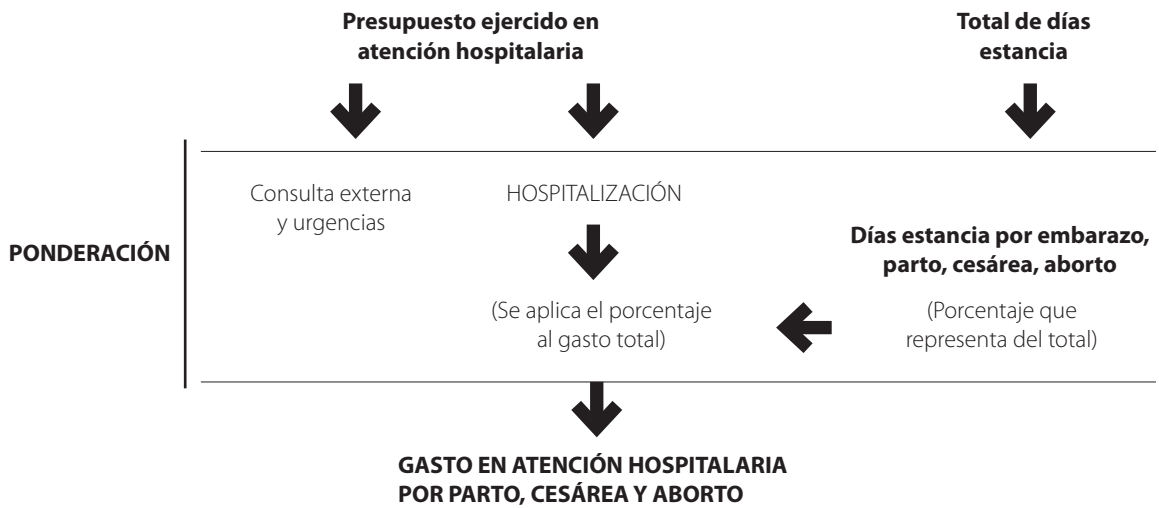 Presupuesto ejercido en
atención hospitalaria
Total de días
estancia
PONDERACIÓN
Consulta externa
y urgencias
HOSPITALIZACIÓN
(Se aplica el porcentaje
al gasto total)
Días estancia por embarazo,
parto, cesárea, aborto
(Porcentaje que
representa del total)
GASTO EN ATENCIÓN HOSPITALARIA
POR PARTO, CESÁREA Y ABORTO